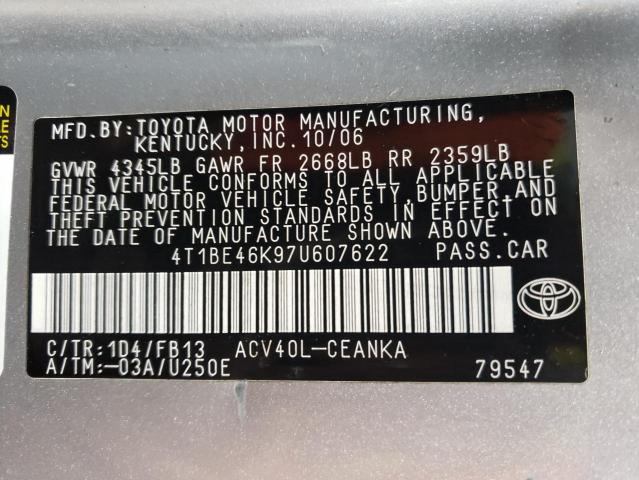 N
LE
TS
MFD.BY:TOYOTA MOTOR MANUFACTURING,
KENTUCKY,INC.10/06
GVWR 4345LB GAWR FR 2668LB RR 2359LB
THIS VEHICLE CONFORMS TO ALL APPLICABLE
FEDERAL MOTOR VEHICLE SAFETY,BUMPER,AND
THEFT PREVENTION STANDARDS IN EFFECT ON
THE DATE OF MANUFACTURE SHOWN ABOVE.
4T1BE46K97U607622 PASS.CAR
C/TR:1D4/FB13 ACV40L-CEANKA
A/TM:-03A/U250E 79547